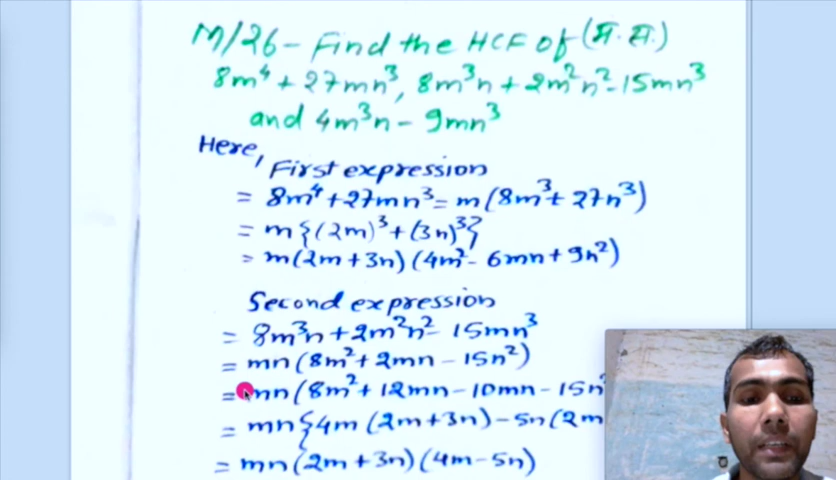 M/26 - Find the HCF of (म. स.)
8m⁴ + 27mn³, 8m³n + 2m²n² - 15mn³
and 4m³n - 9mn³
Here,
First expression
= 8m⁴ + 27mn³ = m(8m³ + 27n³)
= m{(2m)³ + (3n)³}
= m(2m + 3n) (4m² - 6mn + 9n²)
Second expression
= 8m³n + 2m²n² - 15mn³
= mn(8m² + 2mn - 15n²)
= mn(8m² + 12mn - 10mn - 15n²
= mn{4m (2m + 3n) - 5n(2m
= mn(2m + 3n) (4m - 5n)